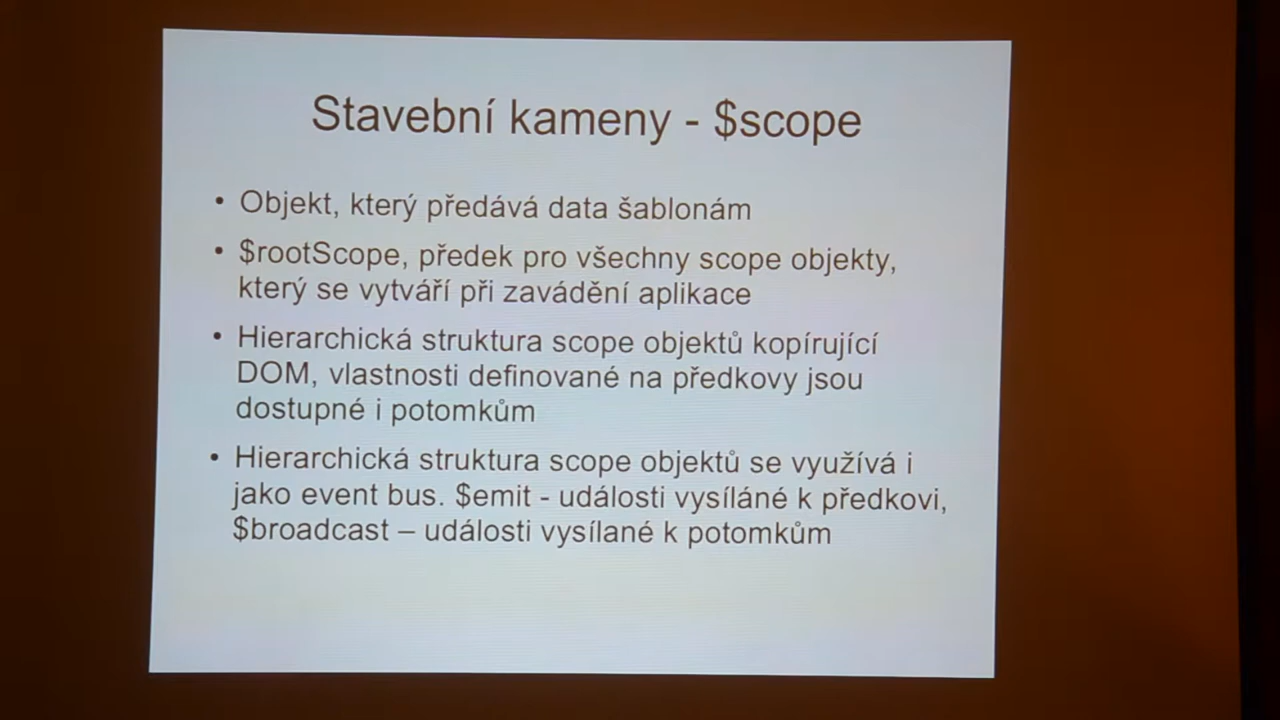 Stavební kameny - $scope
• Objekt, který předává data šablonám
• $rootScope, předek pro všechny scope objekty,
který se vytváří při zavádění aplikace
• Hierarchická struktura scope objektů kopírující
DOM, vlastnosti definované na předkovy jsou
dostupné i potomkům
• Hierarchická struktura scope objektů se využívá i
jako event bus. $emit - události vysíláné k předkovi,
$broadcast – události vysílané k potomkům